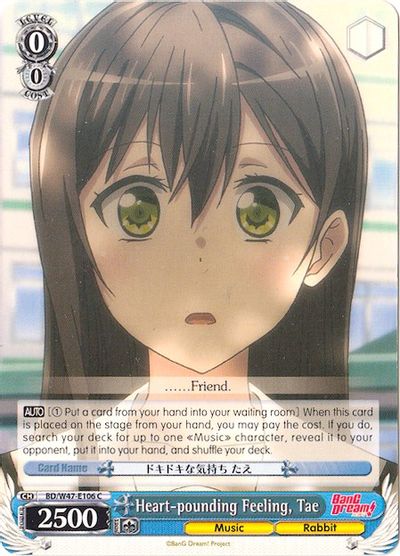 LEVEL
0
0
COST
......Friend.
AUTO [① Put a card from your hand into your waiting room] When this card
is placed on the stage from your hand, you may pay the cost. If you do,
search your deck for up to one «Music» character, reveal it to your
opponent, put it into your hand, and shuffle your deck.
Card Name ドキドキな気持ち たえ
CH BD/W47-E106 C Heart-pounding Feeling, Tae BanG Dream!
POWER 2500 Music Rabbit
©BanG Dream! Project